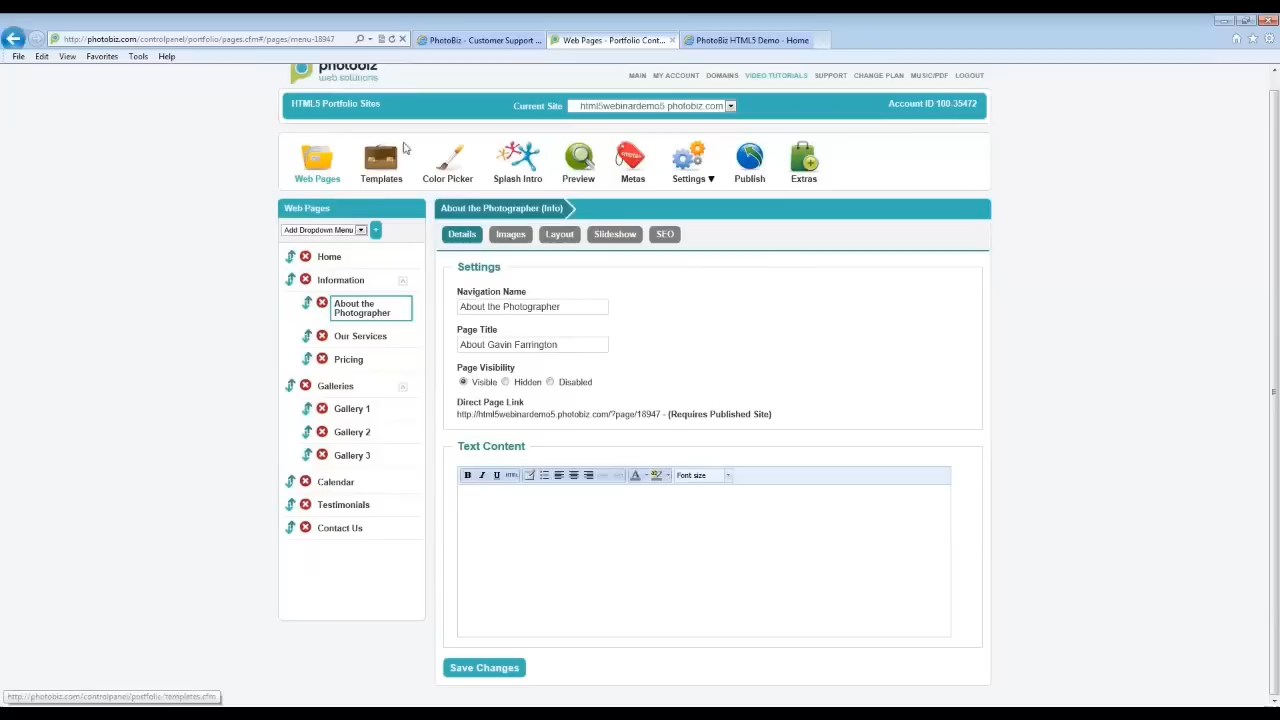 http://photobiz.com/controlpanel/portfolio/pages.cfm#/pages/menu-18947
PhotoBiz - Customer Support ...
Web Pages - Portfolio Cont...
PhotoBiz HTML5 Demo - Home
File Edit View Favorites Tools Help
photobiz
web solutions
MAIN MY ACCOUNT DOMAINS VIDEO TUTORIALS SUPPORT CHANGE PLAN MUSIC/PDF LOGOUT
HTML5 Portfolio Sites
Current Site html5webinardemo5.photobiz.com
Account ID 100-35472
Web Pages Templates Color Picker Splash Intro Preview Metas Settings ▼ Publish Extras
Web Pages
Add Dropdown Menu
+
Home
Information
About the
Photographer
Our Services
Pricing
Galleries
Gallery 1
Gallery 2
Gallery 3
Calendar
Testimonials
Contact Us
About the Photographer (Info)
Details Images Layout Slideshow SEO
Settings
Navigation Name
About the Photographer
Page Title
About Gavin Farrington
Page Visibility
Visible Hidden Disabled
Direct Page Link
http://html5webinardemo5.photobiz.com/?page/18947 - (Requires Published Site)
Text Content
B I U HTML A Font size
Save Changes
http://photobiz.com/controlpanel/portfolio/templates.cfm